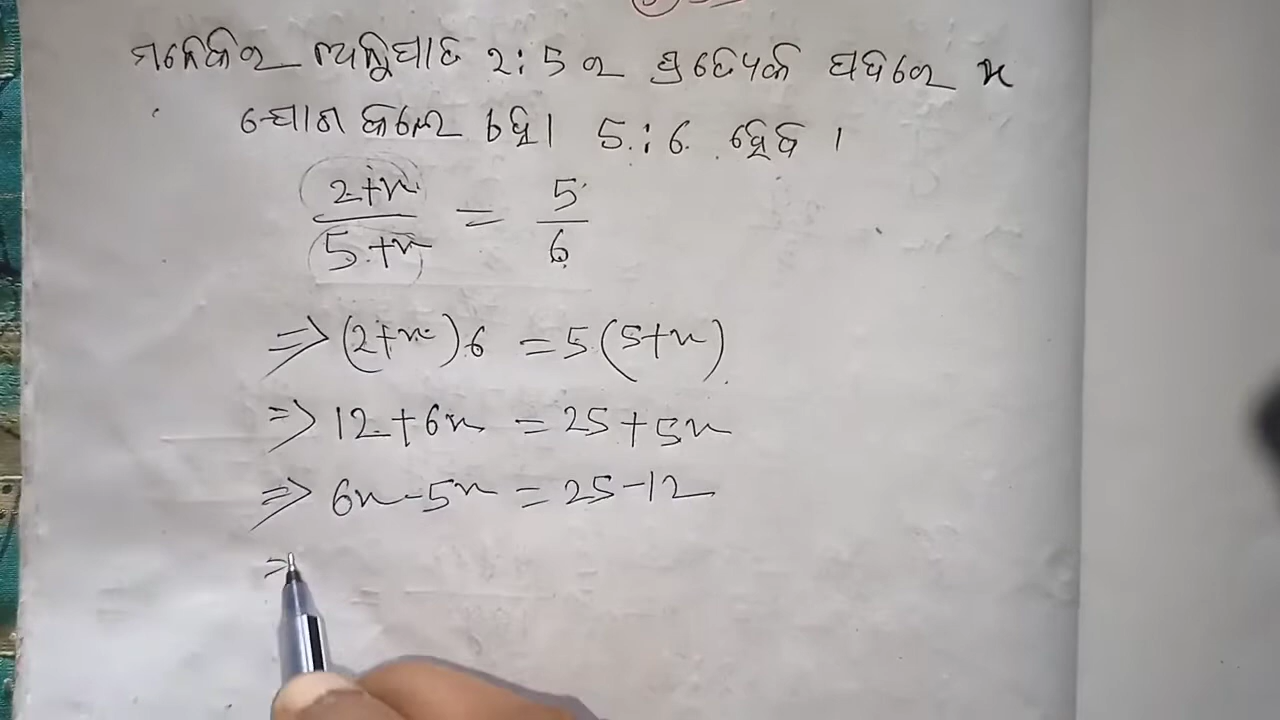 ମନେକର ଅନୁପାତ 2:5 ର ପ୍ରତ୍ୟେକ ପଦରେ x
ଯୋଗ କଲେ ତାହା 5:6 ହେବ ।
2+x / 5+x = 5 / 6
⇒ (2+x)6 = 5(5+x)
⇒ 12+6x = 25+5x
⇒ 6x-5x = 25-12
⇒